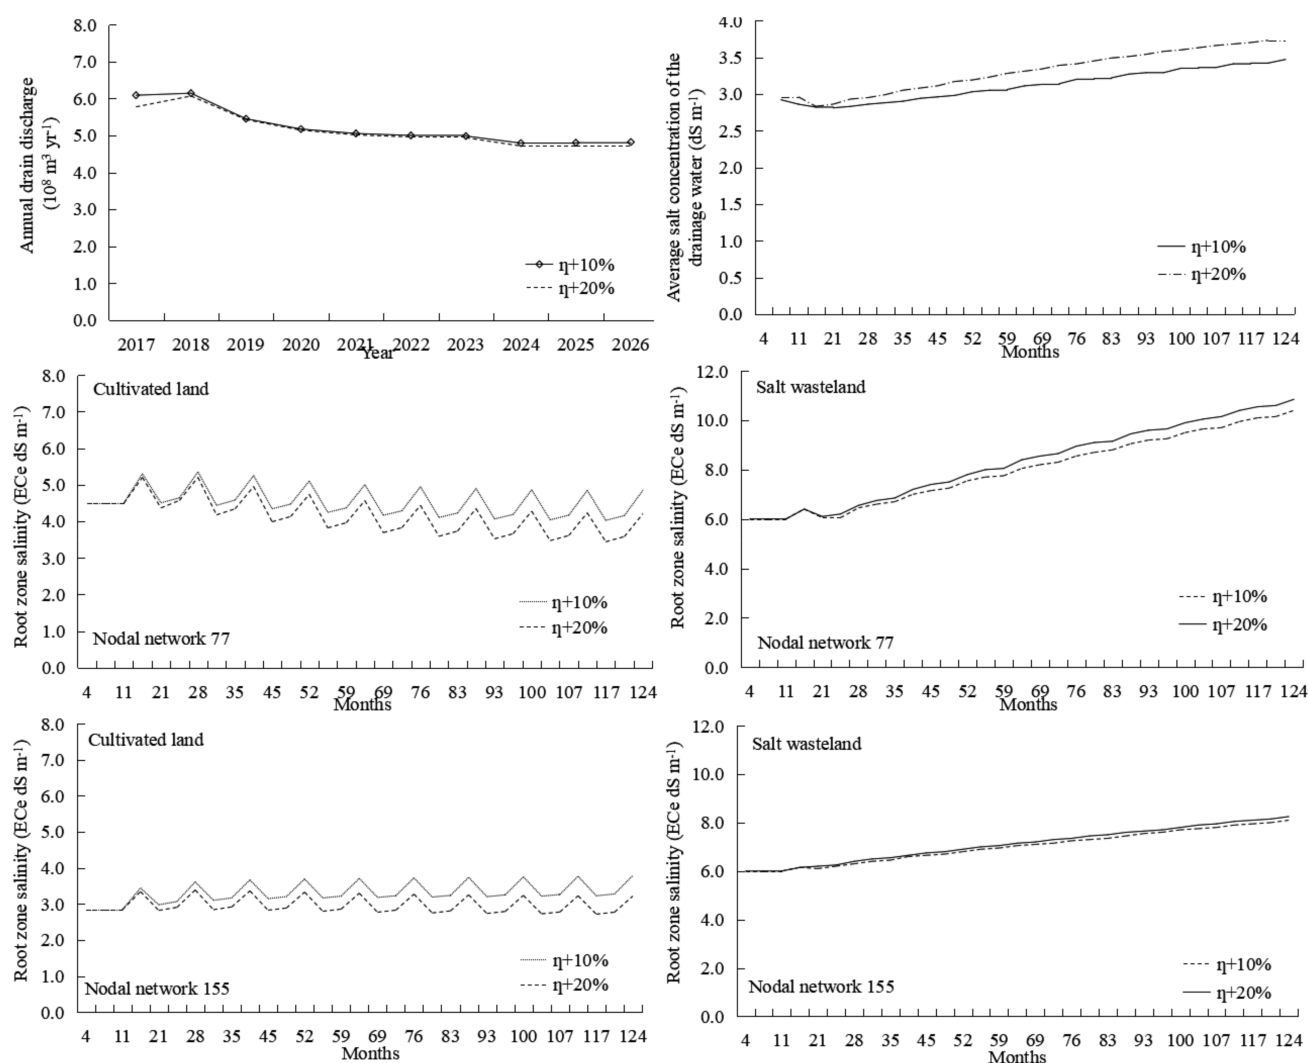 Annual drain discharge
(10⁸ m³ yr⁻¹)
8.0
7.0
6.0
5.0
4.0
3.0
2.0
1.0
0.0
η+10%
η+20%
2017 2018 2019 2020 2021 2022 2023 2024 2025 2026
Year
Average salt concentration of the
drainage water (dS m⁻¹)
4.0
3.5
3.0
2.5
2.0
1.5
1.0
0.5
0.0
η+10%
η+20%
4 11 21 28 35 45 52 59 69 76 83 93 100 107 117 124
Months
Root zone salinity (ECe dS m⁻¹)
8.0
7.0
6.0
5.0
4.0
3.0
2.0
1.0
0.0
Cultivated land
η+10%
η+20%
Nodal network 77
4 11 21 28 35 45 52 59 69 76 83 93 100 107 117 124
Months
Root zone salinity (ECe dS m⁻¹)
12.0
10.0
8.0
6.0
4.0
2.0
0.0
Salt wasteland
η+10%
η+20%
Nodal network 77
4 11 21 28 35 45 52 59 69 76 83 93 100 107 117 124
Months
Root zone salinity (ECe dS m⁻¹)
8.0
7.0
6.0
5.0
4.0
3.0
2.0
1.0
0.0
Cultivated land
η+10%
η+20%
Nodal network 155
4 11 21 28 35 45 52 59 69 76 83 93 100 107 117 124
Months
Root zone salinity (ECe dS m⁻¹)
12.0
10.0
8.0
6.0
4.0
2.0
0.0
Salt wasteland
η+10%
η+20%
Nodal network 155
4 11 21 28 35 45 52 59 69 76 83 93 100 107 117 124
Months